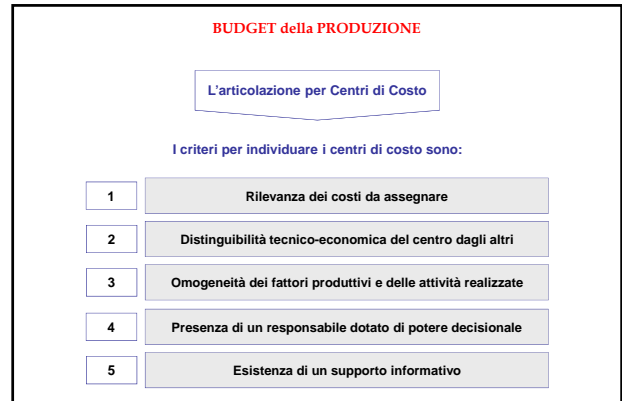 BUDGET della PRODUZIONE
L'articolazione per Centri di Costo
I criteri per individuare i centri di costo sono:
1 Rilevanza dei costi da assegnare
2 Distinguibilità tecnico-economica del centro dagli altri
3 Omogeneità dei fattori produttivi e delle attività realizzate
4 Presenza di un responsabile dotato di potere decisionale
5 Esistenza di un supporto informativo